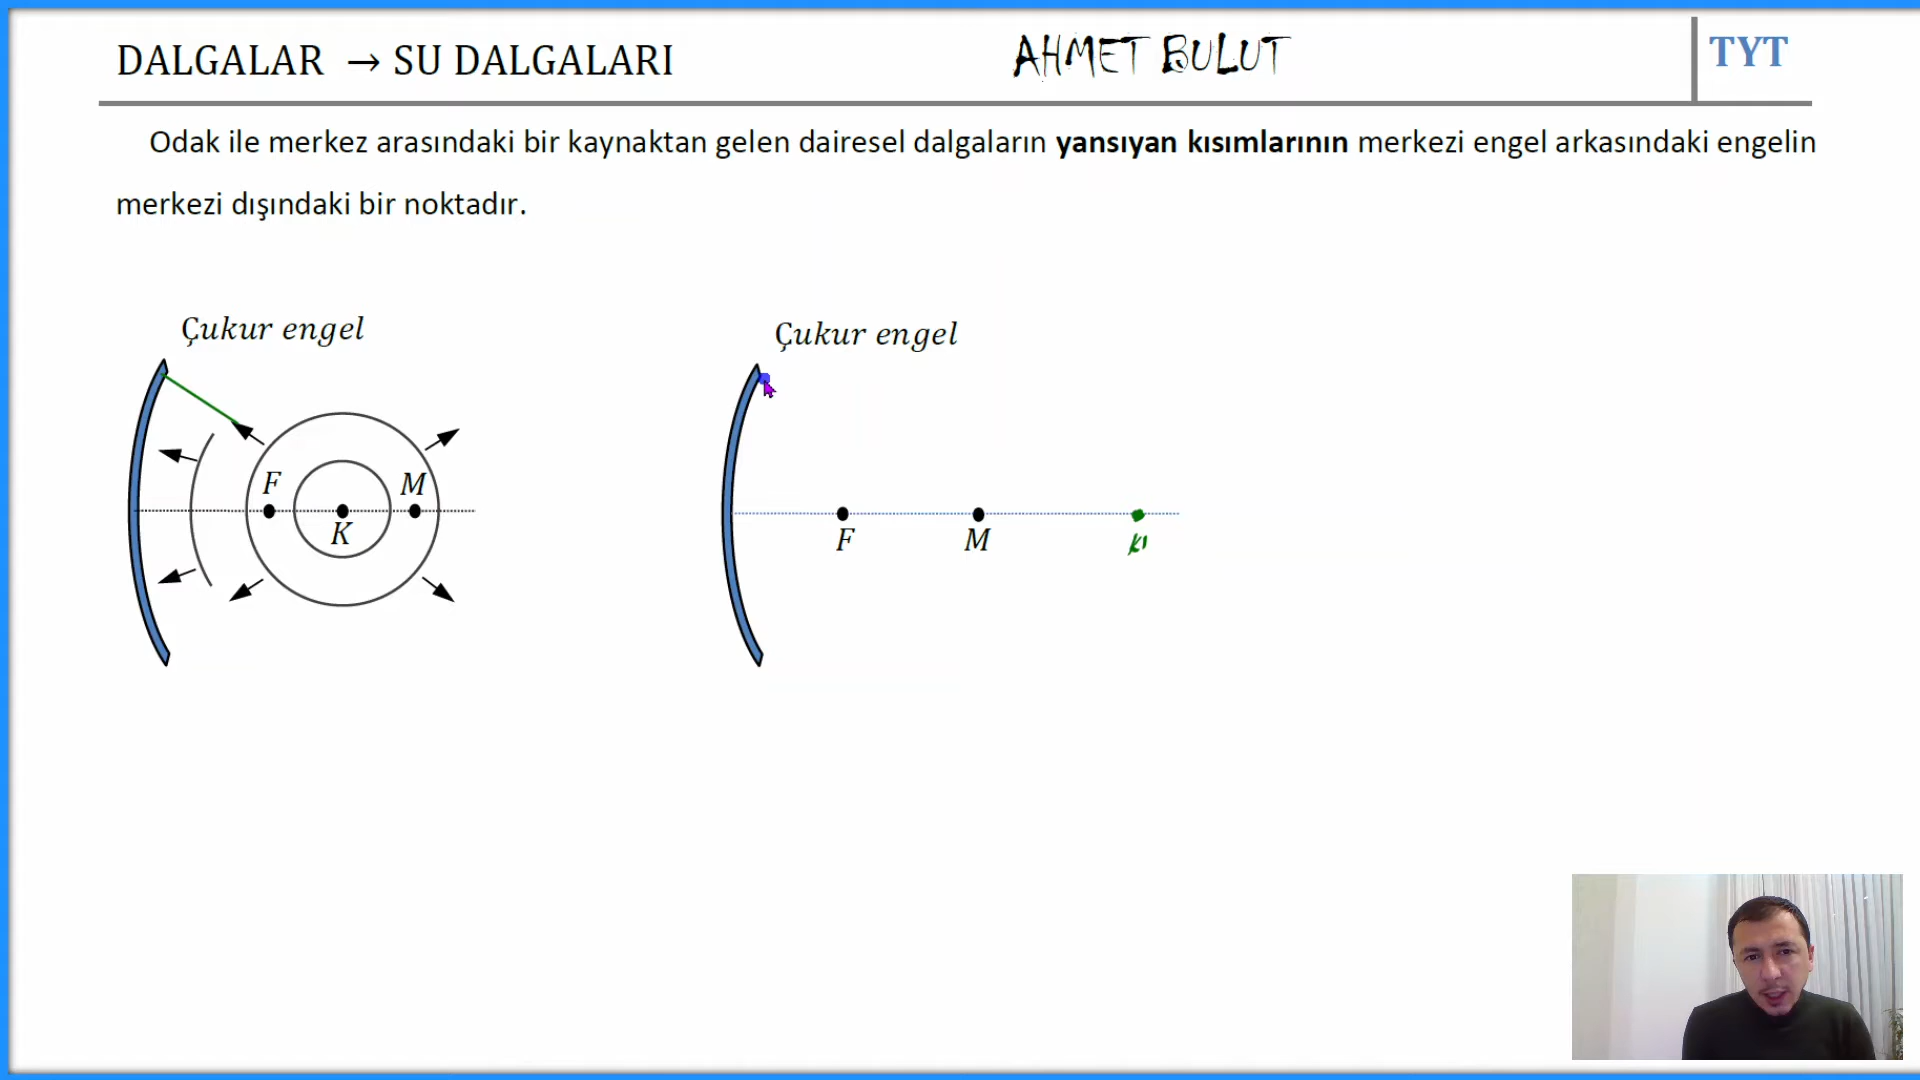 DALGALAR → SU DALGALARI
AHMET BULUT
TYT
Odak ile merkez arasındaki bir kaynaktan gelen dairesel dalgaların yansıyan kısımlarının merkezi engel arkasındaki engelin
merkezi dışındaki bir noktadır.
Çukur engel
F
M
K
Çukur engel
F
M
K'